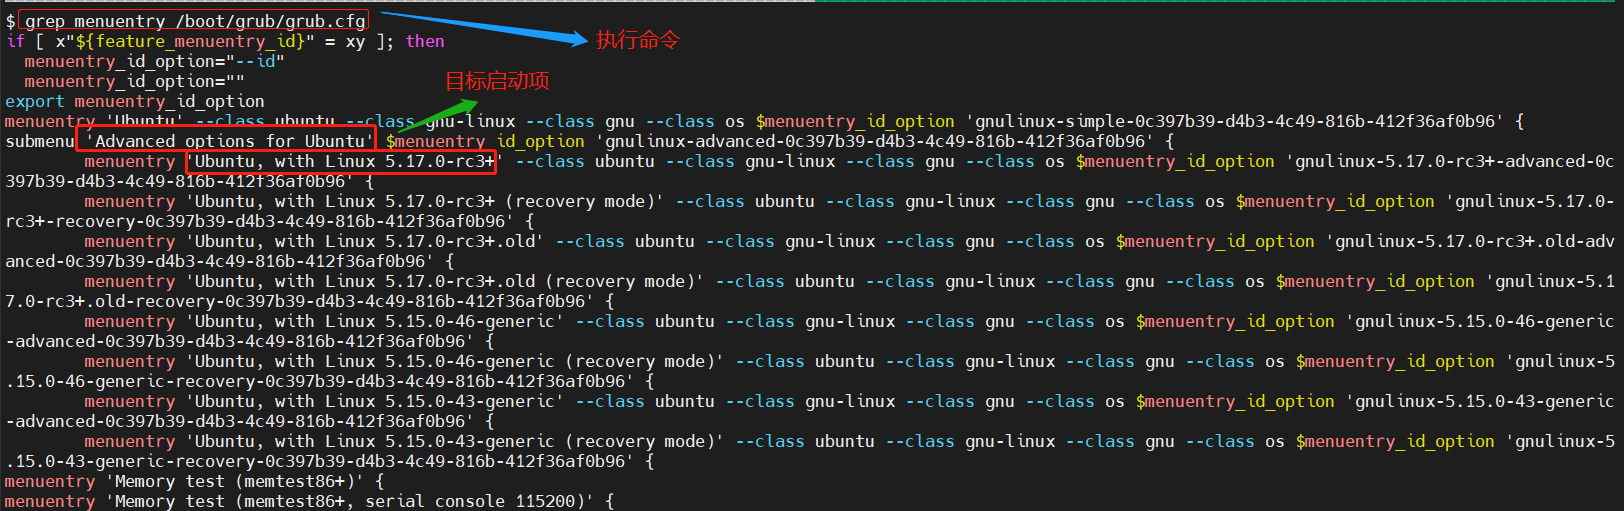 $ grep menuentry /boot/grub/grub.cfg
执行命令
if [ x"${feature_menuentry_id}" = xy ]; then
  menuentry_id_option="--id"
目标启动项
  menuentry_id_option=""
export menuentry_id_option
menuentry 'Ubuntu' --class ubuntu --class gnu-linux --class gnu --class os $menuentry_id_option 'gnulinux-simple-0c397b39-d4b3-4c49-816b-412f36af0b96' {
submenu 'Advanced options for Ubuntu' $menuentry_id_option 'gnulinux-advanced-0c397b39-d4b3-4c49-816b-412f36af0b96' {
        menuentry 'Ubuntu, with Linux 5.17.0-rc3+' --class ubuntu --class gnu-linux --class gnu --class os $menuentry_id_option 'gnulinux-5.17.0-rc3+-advanced-0c
397b39-d4b3-4c49-816b-412f36af0b96' {
        menuentry 'Ubuntu, with Linux 5.17.0-rc3+ (recovery mode)' --class ubuntu --class gnu-linux --class gnu --class os $menuentry_id_option 'gnulinux-5.17.0-
rc3+-recovery-0c397b39-d4b3-4c49-816b-412f36af0b96' {
        menuentry 'Ubuntu, with Linux 5.17.0-rc3+.old' --class ubuntu --class gnu-linux --class gnu --class os $menuentry_id_option 'gnulinux-5.17.0-rc3+.old-adv
anced-0c397b39-d4b3-4c49-816b-412f36af0b96' {
        menuentry 'Ubuntu, with Linux 5.17.0-rc3+.old (recovery mode)' --class ubuntu --class gnu-linux --class gnu --class os $menuentry_id_option 'gnulinux-5.1
7.0-rc3+.old-recovery-0c397b39-d4b3-4c49-816b-412f36af0b96' {
        menuentry 'Ubuntu, with Linux 5.15.0-46-generic' --class ubuntu --class gnu-linux --class gnu --class os $menuentry_id_option 'gnulinux-5.15.0-46-generic
-advanced-0c397b39-d4b3-4c49-816b-412f36af0b96' {
        menuentry 'Ubuntu, with Linux 5.15.0-46-generic (recovery mode)' --class ubuntu --class gnu-linux --class gnu --class os $menuentry_id_option 'gnulinux-5
.15.0-46-generic-recovery-0c397b39-d4b3-4c49-816b-412f36af0b96' {
        menuentry 'Ubuntu, with Linux 5.15.0-43-generic' --class ubuntu --class gnu-linux --class gnu --class os $menuentry_id_option 'gnulinux-5.15.0-43-generic
-advanced-0c397b39-d4b3-4c49-816b-412f36af0b96' {
        menuentry 'Ubuntu, with Linux 5.15.0-43-generic (recovery mode)' --class ubuntu --class gnu-linux --class gnu --class os $menuentry_id_option 'gnulinux-5
.15.0-43-generic-recovery-0c397b39-d4b3-4c49-816b-412f36af0b96' {
menuentry 'Memory test (memtest86+)' {
menuentry 'Memory test (memtest86+, serial console 115200)' {